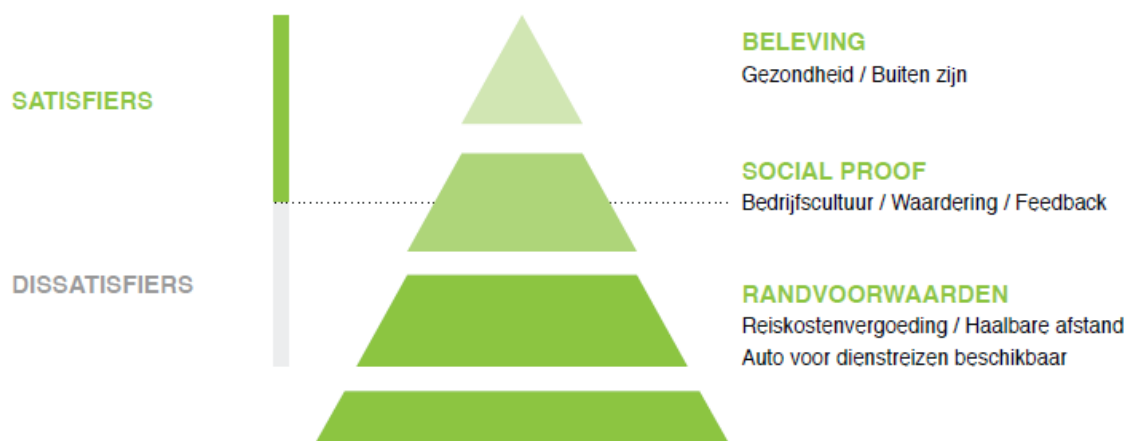 BELEVING
Gezondheid / Buiten zijn
SATISFIERS
SOCIAL PROOF
Bedrijfscultuur / Waardering / Feedback
DISSATISFIERS
RANDVOORWAARDEN
Reiskostenvergoeding / Haalbare afstand
Auto voor dienstreizen beschikbaar